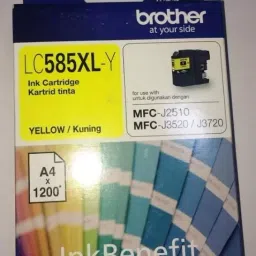 brother
at your side
LC585XL-Y
Ink Cartridge
Kartrid tinta
for use with
untuk digunakan dengan
MFC-J2510
MFC-J3520 / J3720
YELLOW / Kuning
A4 x
1200*
InkBenefit